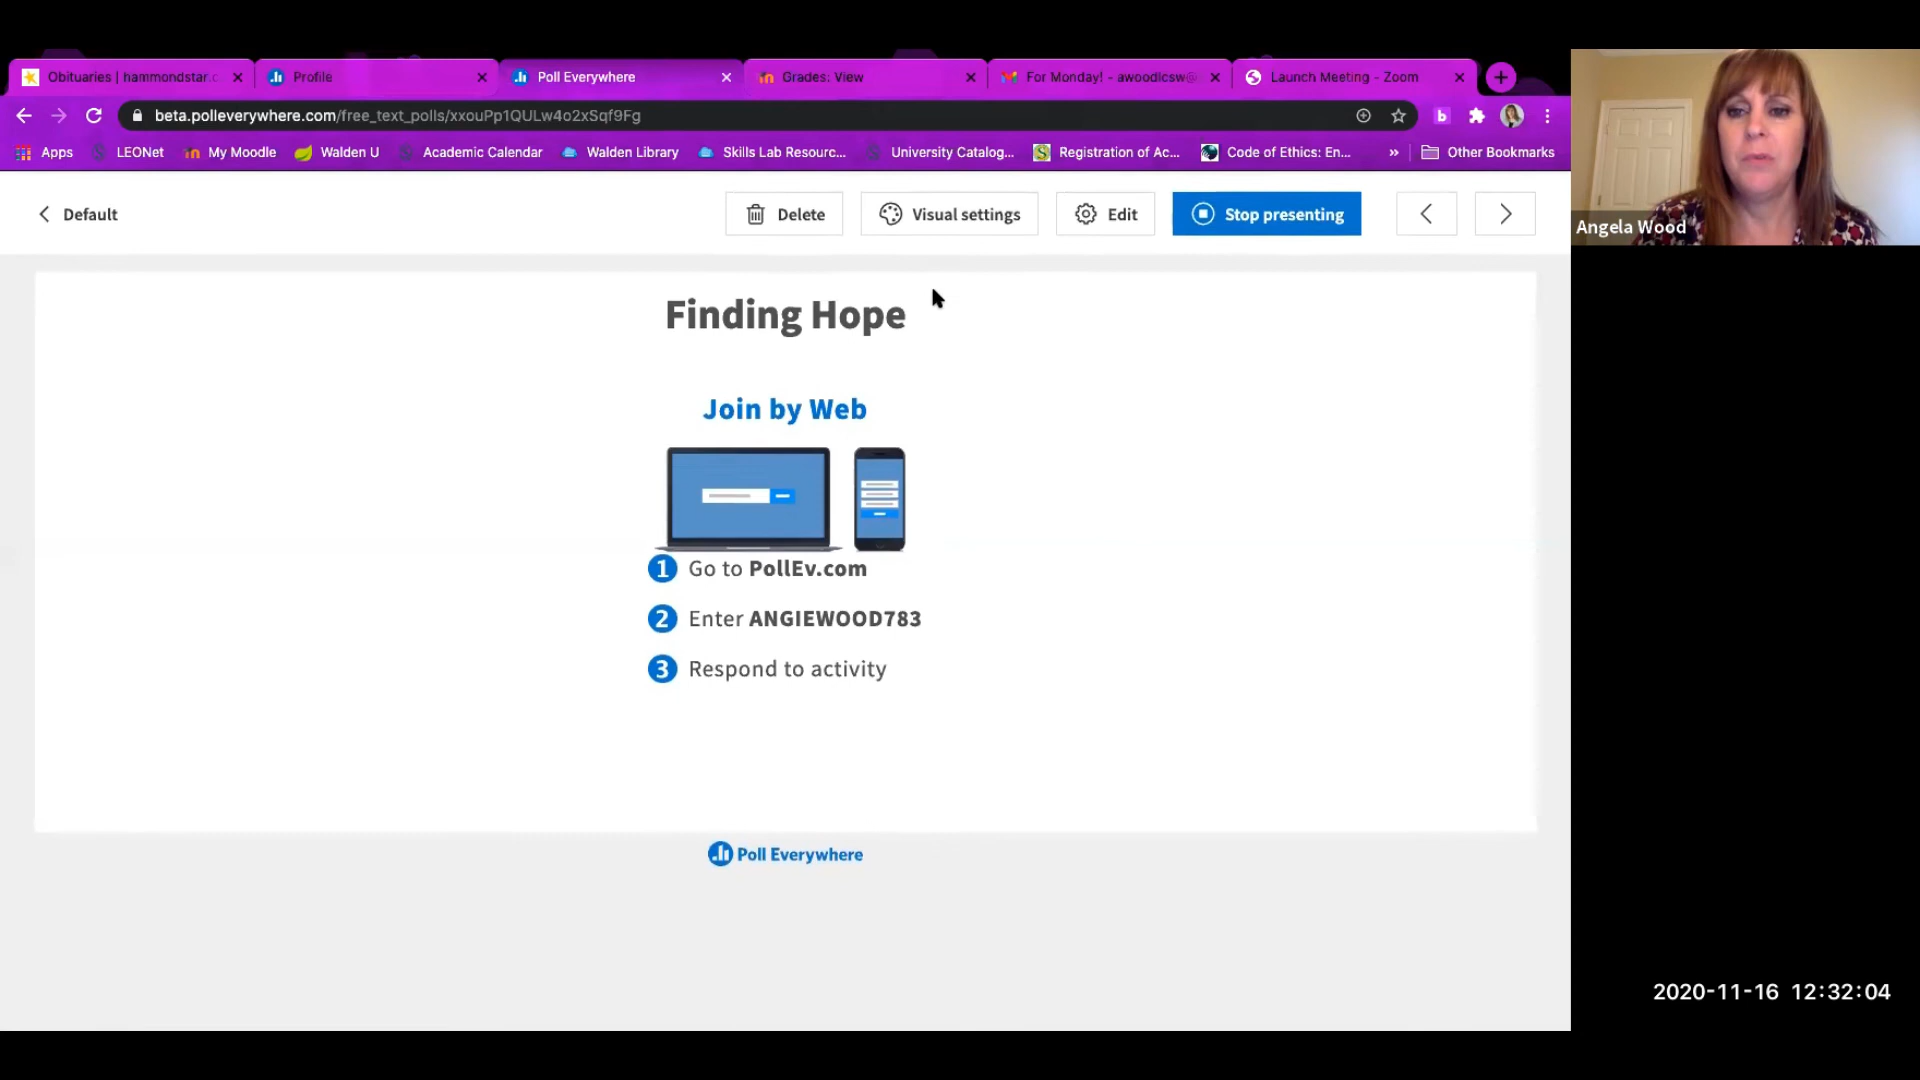 Obituaries | hammondstar.c
Profile
Poll Everywhere
Grades: View
For Monday! - awoodlcsw@
Launch Meeting - Zoom
beta.polleverywhere.com/free_text_polls/xxouPp1QULw4o2xSqf9Fg
Apps
LEONet
My Moodle
Walden U
Academic Calendar
Walden Library
Skills Lab Resourc...
University Catalog...
Registration of Ac...
Code of Ethics: En...
»
Other Bookmarks
Default
Delete
Visual settings
Edit
Stop presenting
Angela Wood
Finding Hope
Join by Web
1 Go to PollEv.com
2 Enter ANGIEWOOD783
3 Respond to activity
Poll Everywhere
2020-11-16 12:32:04